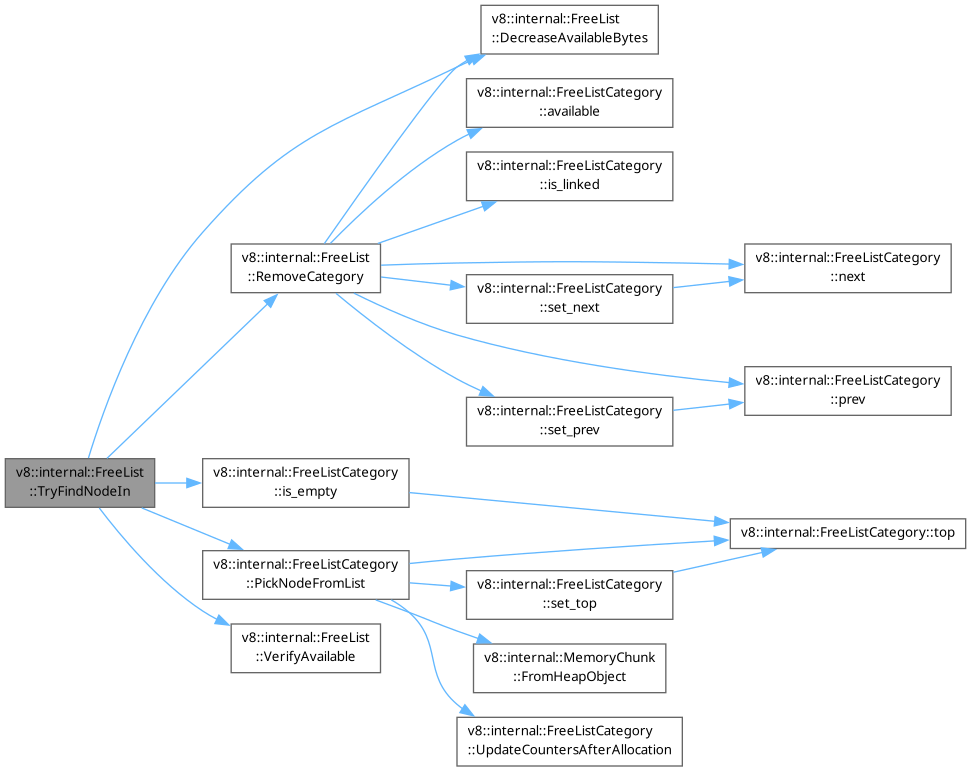 v8::internal::FreeList
::DecreaseAvailableBytes
v8::internal::FreeListCategory
::available
v8::internal::FreeListCategory
::is_linked
v8::internal::FreeList
::RemoveCategory
v8::internal::FreeListCategory
::next
v8::internal::FreeListCategory
::set_next
v8::internal::FreeListCategory
::prev
v8::internal::FreeListCategory
::set_prev
v8::internal::FreeList
::TryFindNodeIn
v8::internal::FreeListCategory
::is_empty
v8::internal::FreeListCategory::top
v8::internal::FreeListCategory
::PickNodeFromList
v8::internal::FreeListCategory
::set_top
v8::internal::FreeList
::VerifyAvailable
v8::internal::MemoryChunk
::FromHeapObject
v8::internal::FreeListCategory
::UpdateCountersAfterAllocation